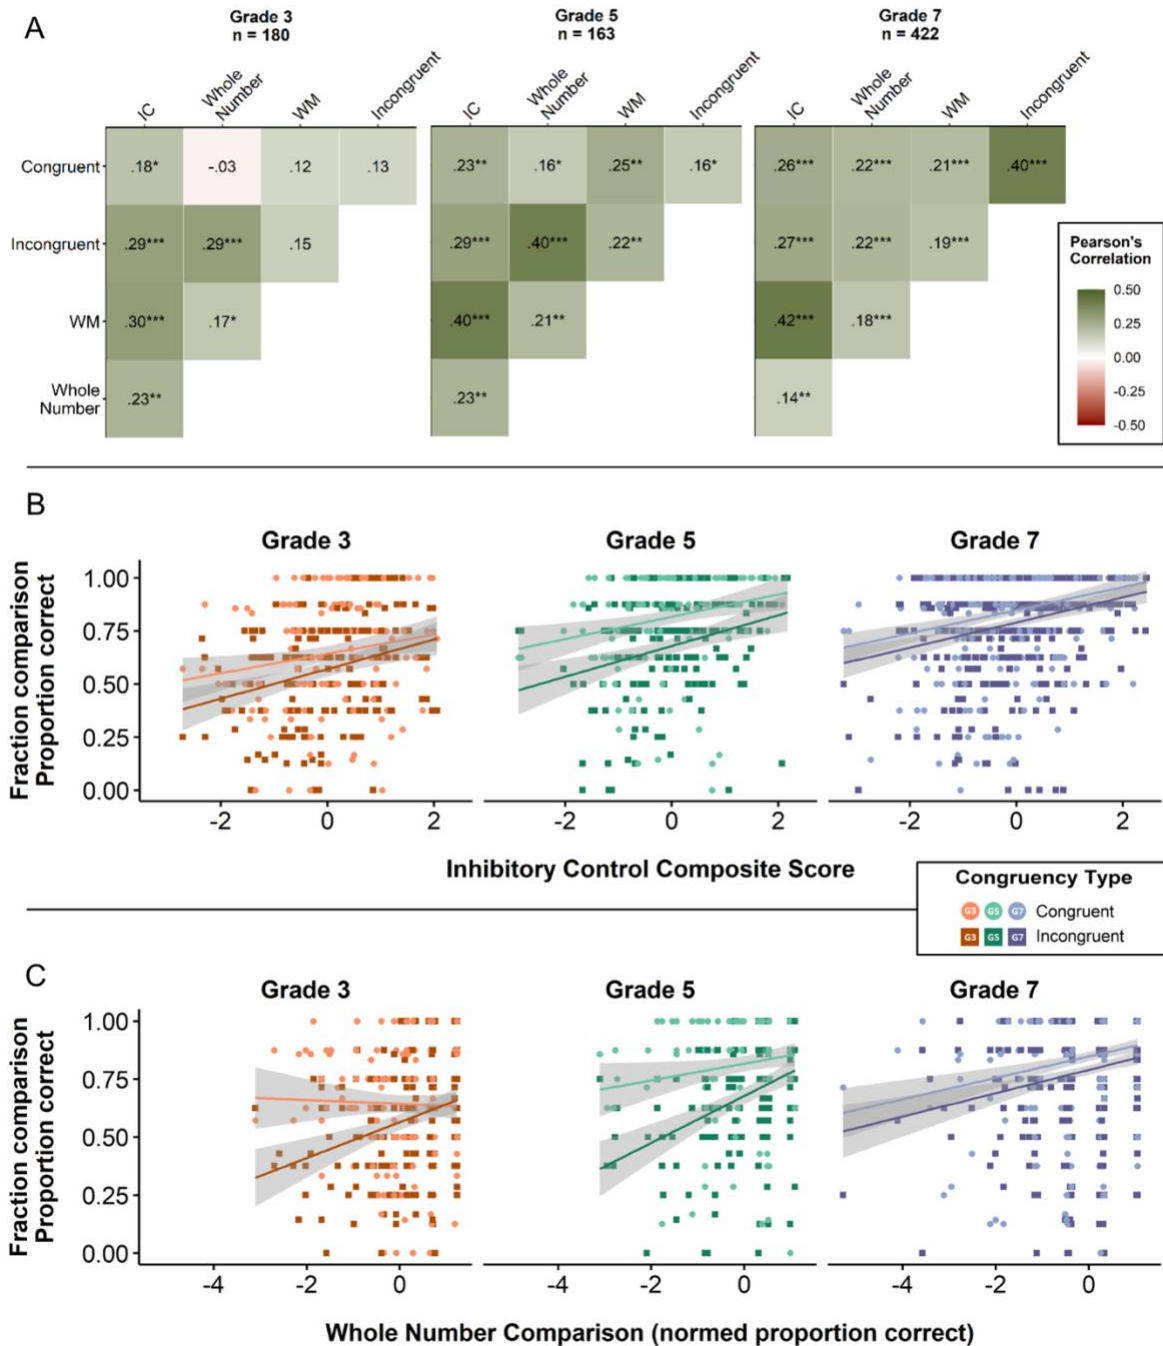 A
Grade 3
n = 180
Grade 5
n = 163
Grade 7
n = 422
IC
Whole
Number
WM
Incongruent
IC
Whole
Number
WM
Incongruent
IC
Whole
Number
WM
Incongruent
Congruent
.18*
-.03
.12
.13
.23**
.16*
.25**
.16*
.26***
.22***
.21***
.40***
Incongruent
.29***
.29***
.15
.29***
.40***
.22**
.27***
.22***
.19***
WM
.30***
.17*
.40***
.21**
.42***
.18***
Whole
Number
.23**
.23**
.14**
Pearson's
Correlation
0.50
0.25
0.00
-0.25
-0.50
B
Grade 3
Grade 5
Grade 7
Fraction comparison
Proportion correct
1.00
0.75
0.50
0.25
0.00
-2 0 2
-2 0 2
-2 0 2
Inhibitory Control Composite Score
Congruency Type
G3 G5 G7 Congruent
G3 G5 G7 Incongruent
C
Grade 3
Grade 5
Grade 7
Fraction comparison
Proportion correct
1.00
0.75
0.50
0.25
0.00
-4 -2 0
-4 -2 0
-4 -2 0
Whole Number Comparison (normed proportion correct)